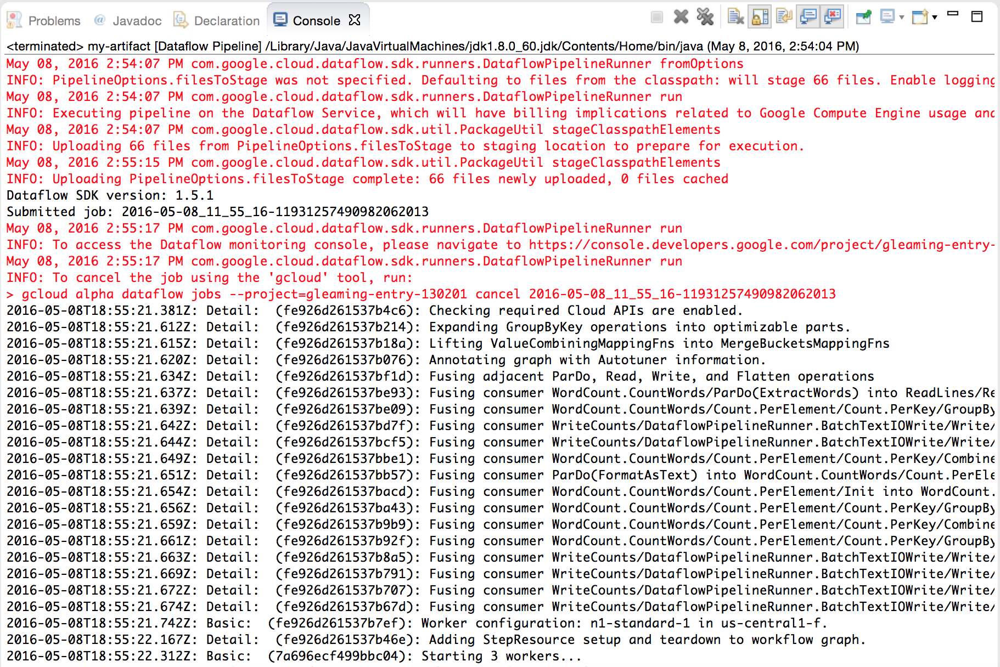 Problems @ Javadoc Declaration Console
<terminated> my-artifact [Dataflow Pipeline] /Library/Java/JavaVirtualMachines/jdk1.8.0_60.jdk/Contents/Home/bin/java (May 8, 2016, 2:54:04 PM)
May 08, 2016 2:54:07 PM com.google.cloud.dataflow.sdk.runners.DataflowPipelineRunner fromOptions
INFO: PipelineOptions.filesToStage was not specified. Defaulting to files from the classpath: will stage 66 files. Enable logging
May 08, 2016 2:54:07 PM com.google.cloud.dataflow.sdk.runners.DataflowPipelineRunner run
INFO: Executing pipeline on the Dataflow Service, which will have billing implications related to Google Compute Engine usage and
May 08, 2016 2:54:07 PM com.google.cloud.dataflow.sdk.util.PackageUtil stageClasspathElements
INFO: Uploading 66 files from PipelineOptions.filesToStage to staging location to prepare for execution.
May 08, 2016 2:55:15 PM com.google.cloud.dataflow.sdk.util.PackageUtil stageClasspathElements
INFO: Uploading PipelineOptions.filesToStage complete: 66 files newly uploaded, 0 files cached
Dataflow SDK version: 1.5.1
Submitted job: 2016-05-08_11_55_16-11931257490982062013
May 08, 2016 2:55:17 PM com.google.cloud.dataflow.sdk.runners.DataflowPipelineRunner run
INFO: To access the Dataflow monitoring console, please navigate to https://console.developers.google.com/project/gleaming-entry-
May 08, 2016 2:55:17 PM com.google.cloud.dataflow.sdk.runners.DataflowPipelineRunner run
INFO: To cancel the job using the 'gcloud' tool, run:
> gcloud alpha dataflow jobs --project=gleaming-entry-130201 cancel 2016-05-08_11_55_16-11931257490982062013
2016-05-08T18:55:21.381Z: Detail:  (fe926d261537b4c6): Checking required Cloud APIs are enabled.
2016-05-08T18:55:21.612Z: Detail:  (fe926d261537b214): Expanding GroupByKey operations into optimizable parts.
2016-05-08T18:55:21.615Z: Detail:  (fe926d261537b18a): Lifting ValueCombiningMappingFns into MergeBucketsMappingFns
2016-05-08T18:55:21.620Z: Detail:  (fe926d261537b076): Annotating graph with Autotuner information.
2016-05-08T18:55:21.634Z: Detail:  (fe926d261537bf1d): Fusing adjacent ParDo, Read, Write, and Flatten operations
2016-05-08T18:55:21.637Z: Detail:  (fe926d261537be93): Fusing consumer WordCount.CountWords/ParDo(ExtractWords) into ReadLines/Re
2016-05-08T18:55:21.639Z: Detail:  (fe926d261537be09): Fusing consumer WordCount.CountWords/Count.PerElement/Count.PerKey/GroupBy
2016-05-08T18:55:21.642Z: Detail:  (fe926d261537bd7f): Fusing consumer WriteCounts/DataflowPipelineRunner.BatchTextIOWrite/Write/
2016-05-08T18:55:21.644Z: Detail:  (fe926d261537bcf5): Fusing consumer WriteCounts/DataflowPipelineRunner.BatchTextIOWrite/Write/
2016-05-08T18:55:21.649Z: Detail:  (fe926d261537bbe1): Fusing consumer WordCount.CountWords/Count.PerElement/Count.PerKey/Combine
2016-05-08T18:55:21.651Z: Detail:  (fe926d261537bb57): Fusing consumer ParDo(FormatAsText) into WordCount.CountWords/Count.PerEle
2016-05-08T18:55:21.654Z: Detail:  (fe926d261537bacd): Fusing consumer WordCount.CountWords/Count.PerElement/Init into WordCount.
2016-05-08T18:55:21.656Z: Detail:  (fe926d261537ba43): Fusing consumer WordCount.CountWords/Count.PerElement/Count.PerKey/GroupBy
2016-05-08T18:55:21.659Z: Detail:  (fe926d261537b9b9): Fusing consumer WordCount.CountWords/Count.PerElement/Count.PerKey/Combine
2016-05-08T18:55:21.661Z: Detail:  (fe926d261537b92f): Fusing consumer WordCount.CountWords/Count.PerElement/Count.PerKey/GroupBy
2016-05-08T18:55:21.663Z: Detail:  (fe926d261537b8a5): Fusing consumer WriteCounts/DataflowPipelineRunner.BatchTextIOWrite/Write/
2016-05-08T18:55:21.669Z: Detail:  (fe926d261537b791): Fusing consumer WriteCounts/DataflowPipelineRunner.BatchTextIOWrite/Write/
2016-05-08T18:55:21.672Z: Detail:  (fe926d261537b707): Fusing consumer WriteCounts/DataflowPipelineRunner.BatchTextIOWrite/Write/
2016-05-08T18:55:21.674Z: Detail:  (fe926d261537b67d): Fusing consumer WriteCounts/DataflowPipelineRunner.BatchTextIOWrite/Write/
2016-05-08T18:55:21.742Z: Basic:  (fe926d261537b7ef): Worker configuration: n1-standard-1 in us-central1-f.
2016-05-08T18:55:22.167Z: Detail:  (fe926d261537b46e): Adding StepResource setup and teardown to workflow graph.
2016-05-08T18:55:22.312Z: Basic:  (7a696ecf499bbc04): Starting 3 workers...